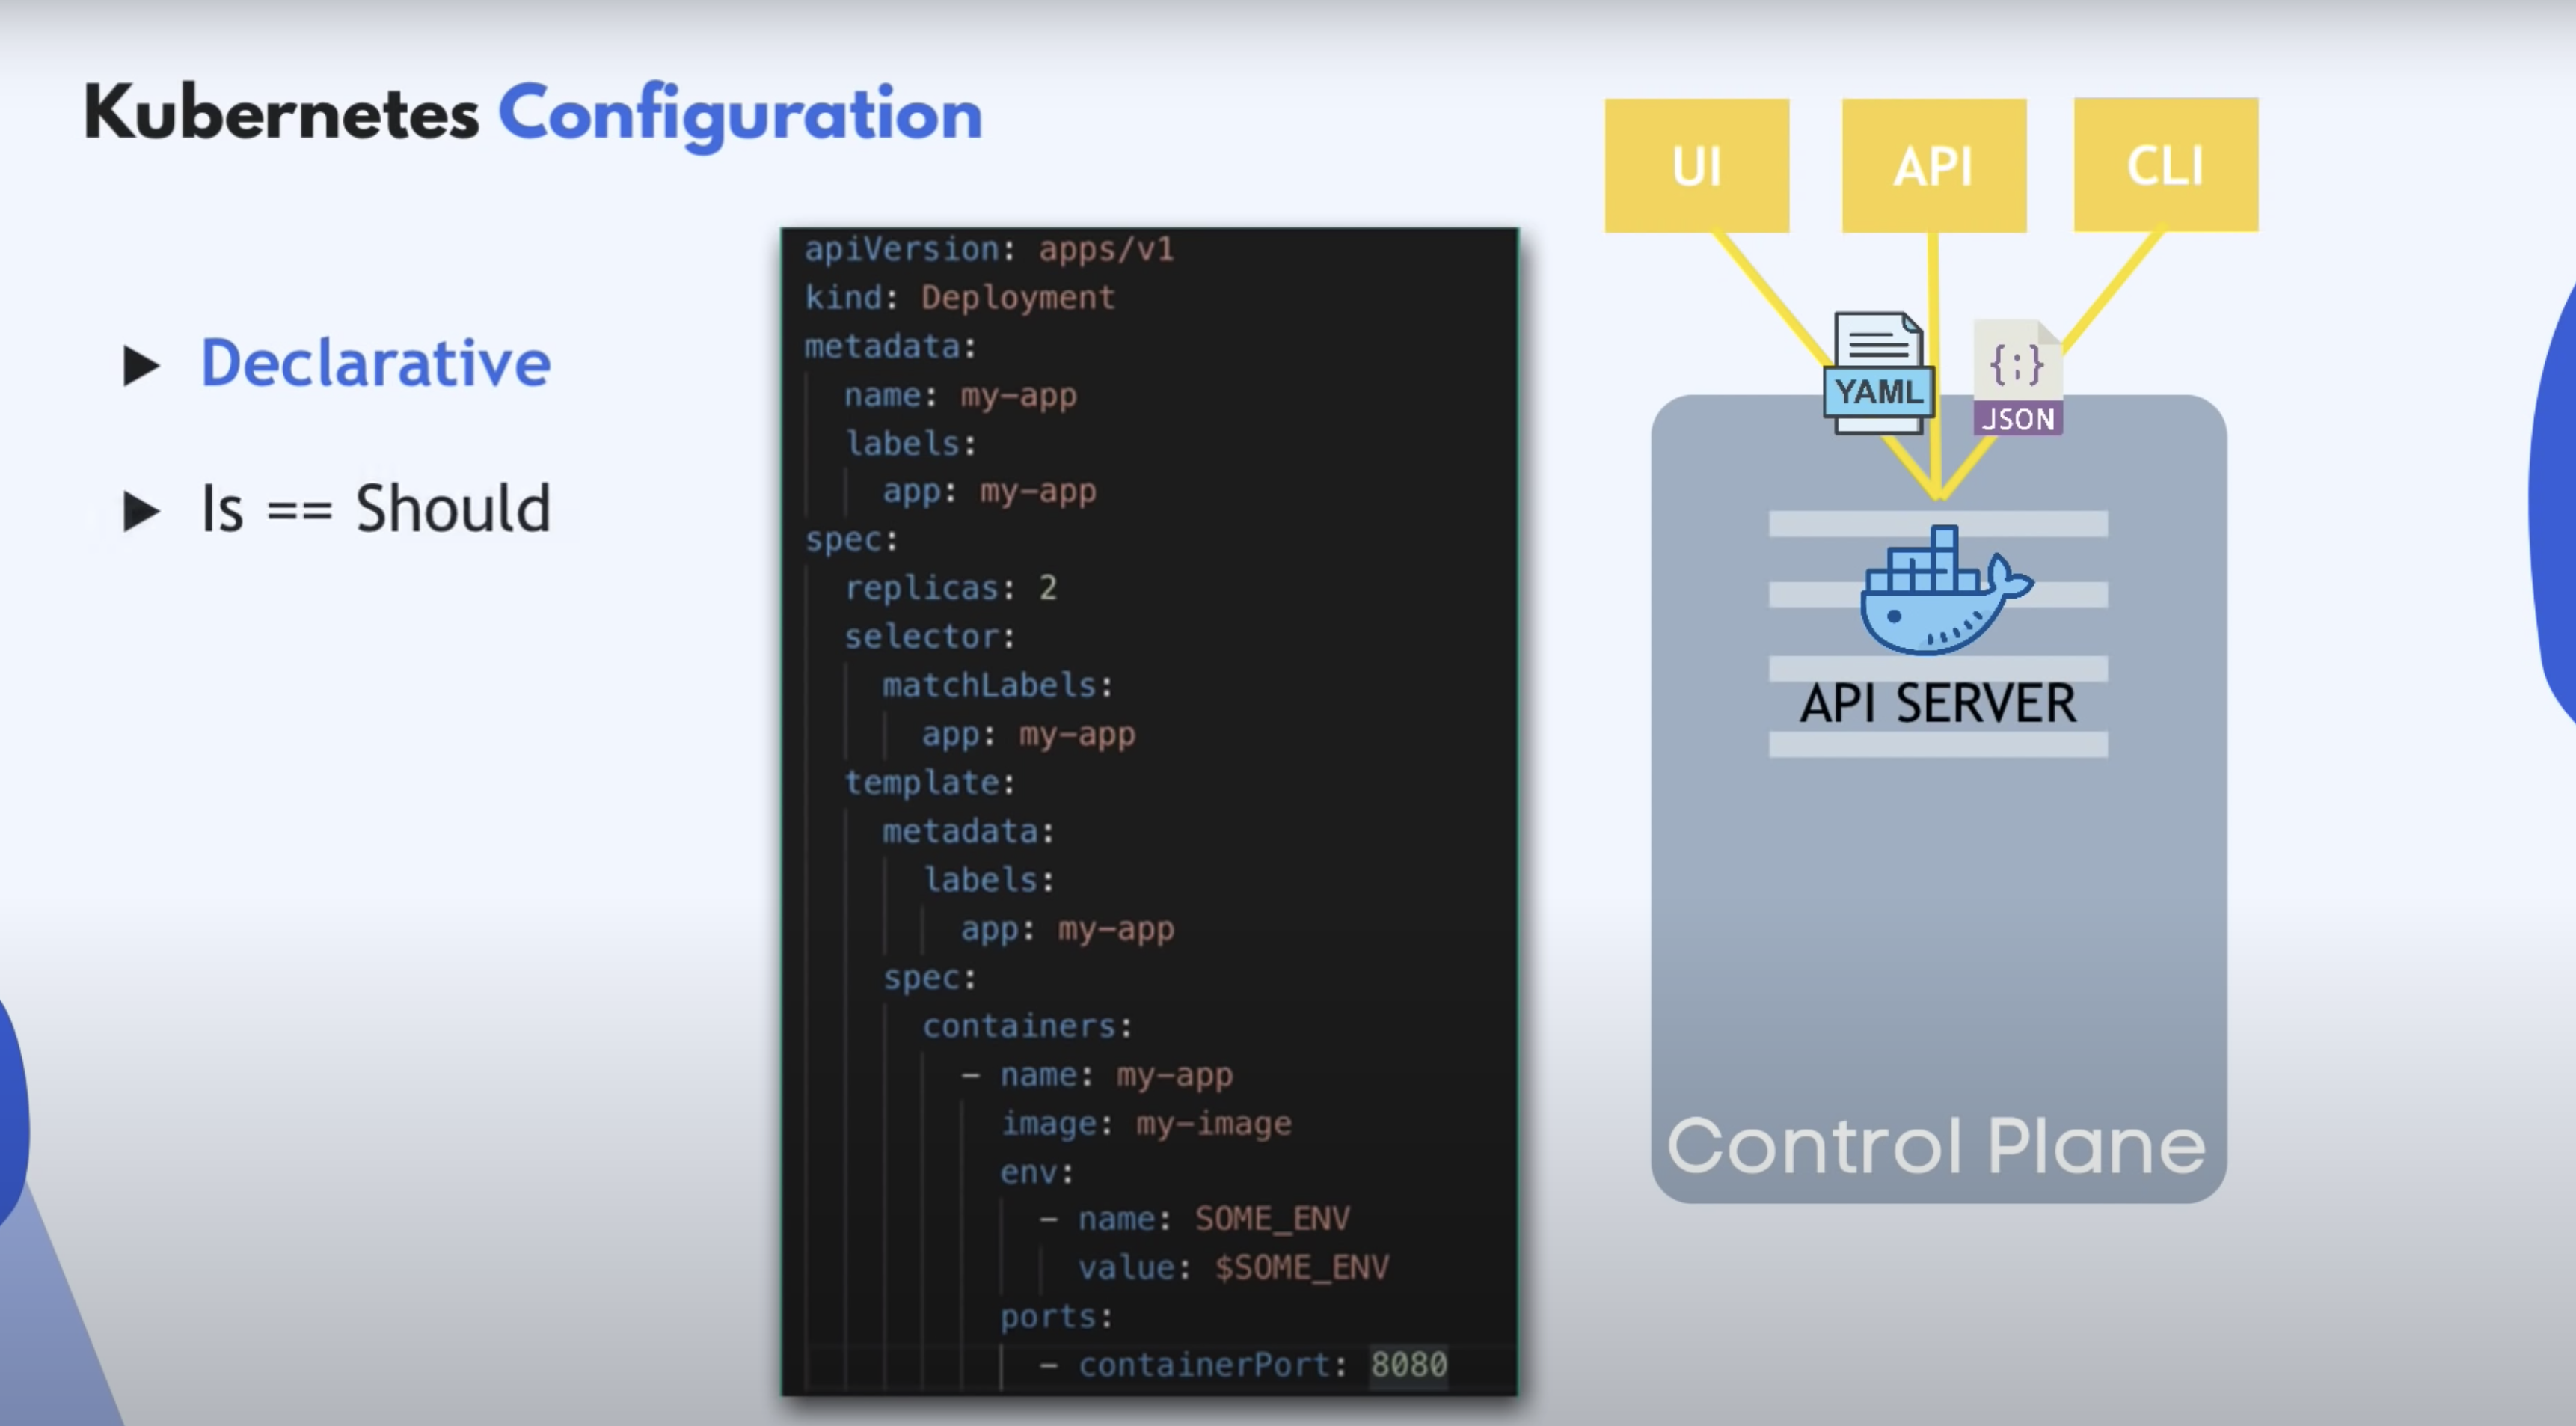 Kubernetes Configuration
Declarative
Is == Should
apiVersion: apps/v1
kind: Deployment
metadata:
  name: my-app
  labels:
    app: my-app
spec:
  replicas: 2
  selector:
    matchLabels:
      app: my-app
  template:
    metadata:
      labels:
        app: my-app
    spec:
      containers:
        - name: my-app
          image: my-image
          env:
            - name: SOME_ENV
              value: $SOME_ENV
          ports:
            - containerPort: 8080
UI
API
CLI
YAML
{;}
JSON
API SERVER
Control Plane